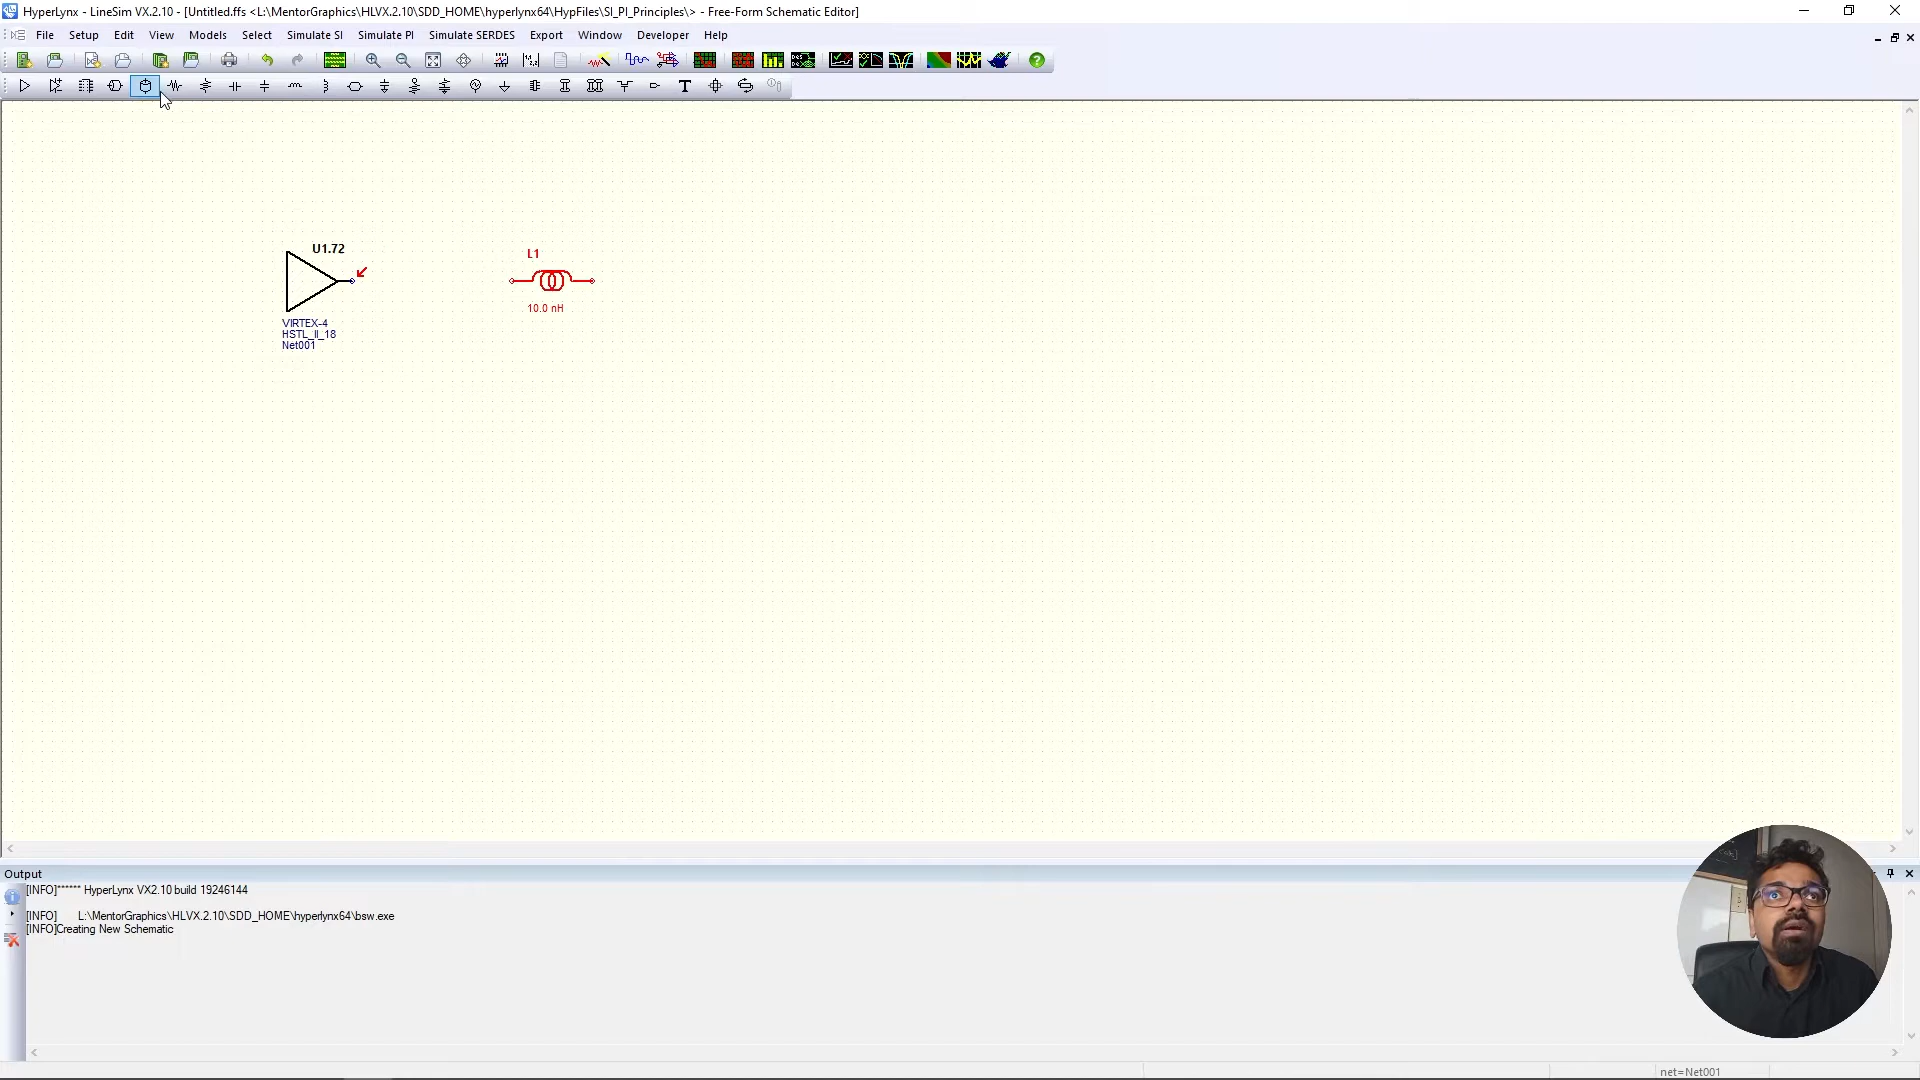 HyperLynx - LineSim VX.2.10 - [Untitled.ffs <L:\MentorGraphics\HLVX.2.10\SDD_HOME\hyperlynx64\HypFiles\SI_PI_Principles\> - Free-Form Schematic Editor]
File Setup Edit View Models Select Simulate SI Simulate PI Simulate SERDES Export Window Developer Help
U1.72
VIRTEX-4
HSTL_II_18
Net001
L1
10.0 nH
Output
[INFO]****** HyperLynx VX2.10 build 19246144
[INFO] L:\MentorGraphics\HLVX.2.10\SDD_HOME\hyperlynx64\bsw.exe
[INFO]Creating New Schematic
net=Net001